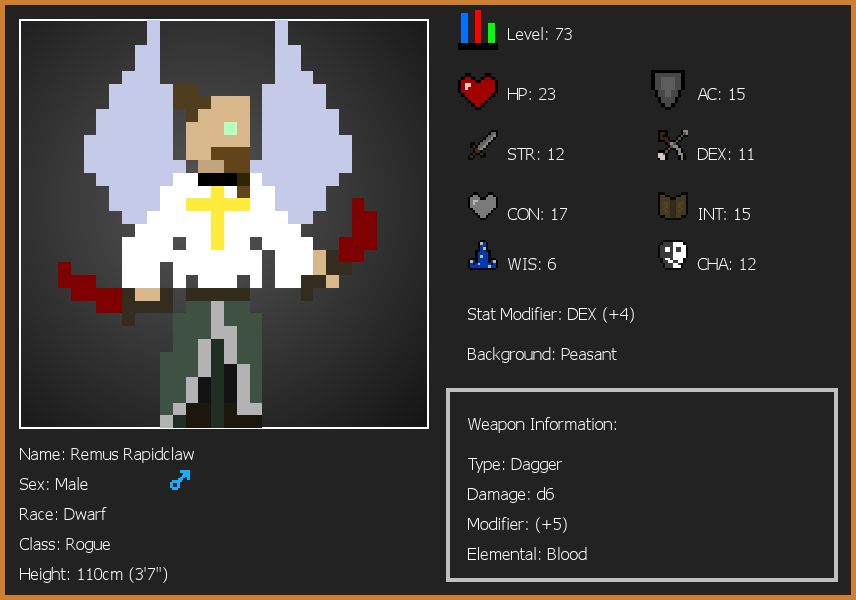 Level: 73
HP: 23
AC: 15
STR: 12
DEX: 11
CON: 17
INT: 15
WIS: 6
CHA: 12
Stat Modifier: DEX (+4)
Background: Peasant
Weapon Information:
Type: Dagger
Damage: d6
Modifier: (+5)
Elemental: Blood
Name: Remus Rapidclaw
Sex: Male
Race: Dwarf
Class: Rogue
Height: 110cm (3'7")